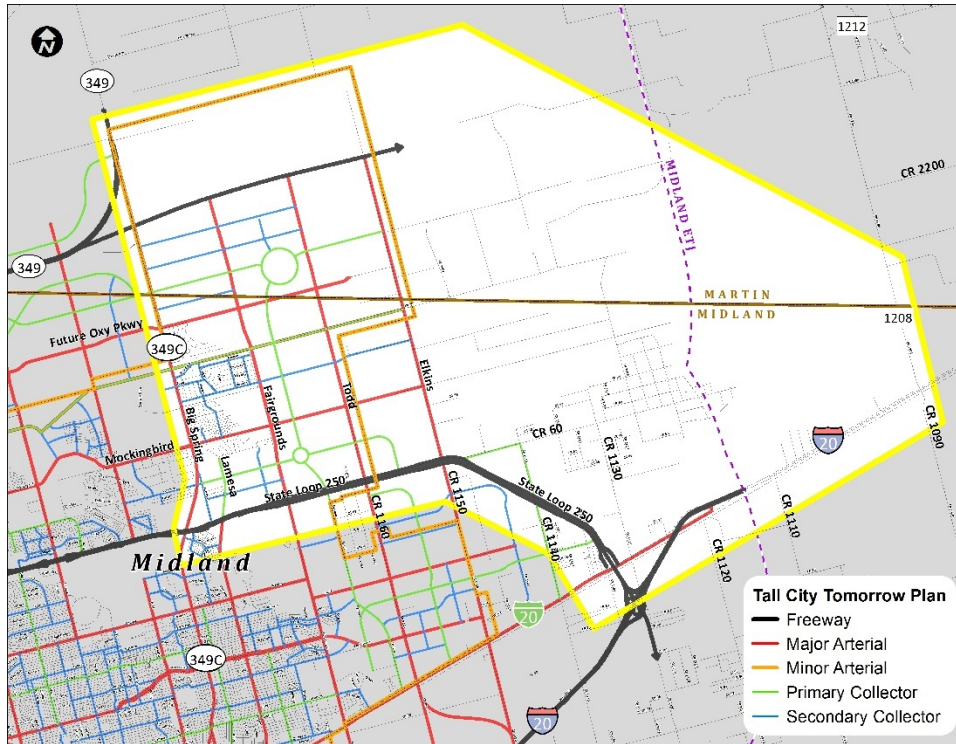 N
349
1212
CR 2200
MIDLAND ETJ
349
MARTIN
MIDLAND
1208
Future Oxy Pkwy
349C
Big Spring
Fairgrounds
Todd
Elkins
CR 1090
Mockingbird
Lamesa
CR 60
CR 1130
20
State Loop 250
State Loop 250
CR 1160
CR 1150
CR 1140
CR 1120
CR 1110
Midland
20
349C
20
Tall City Tomorrow Plan
Freeway
Major Arterial
Minor Arterial
Primary Collector
Secondary Collector